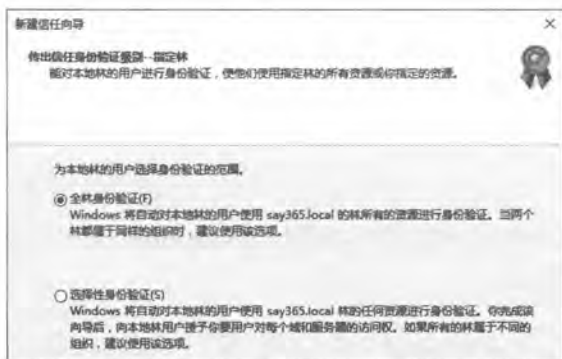 新建信任向导
传出信任身份验证级别--指定林
能对本地林的用户进行身份验证，使他们使用指定林的所有资源或你指定的资源。
为本地林的用户选择身份验证的范围。
全林身份验证(F)
Windows 将自动对本地林的用户使用 say365.local 的林所有的资源进行身份验证。当两个
林都属于同样的组织时，建议使用该选项。
选择性身份验证(S)
Windows 将自动对本地林的用户使用 say365.local 林的任何资源进行身份验证。你完成该
向导后，向本地林用户授予你要用户对每个域和服务器的访问权。如果所有的林属于不同的
组织，建议使用该选项。